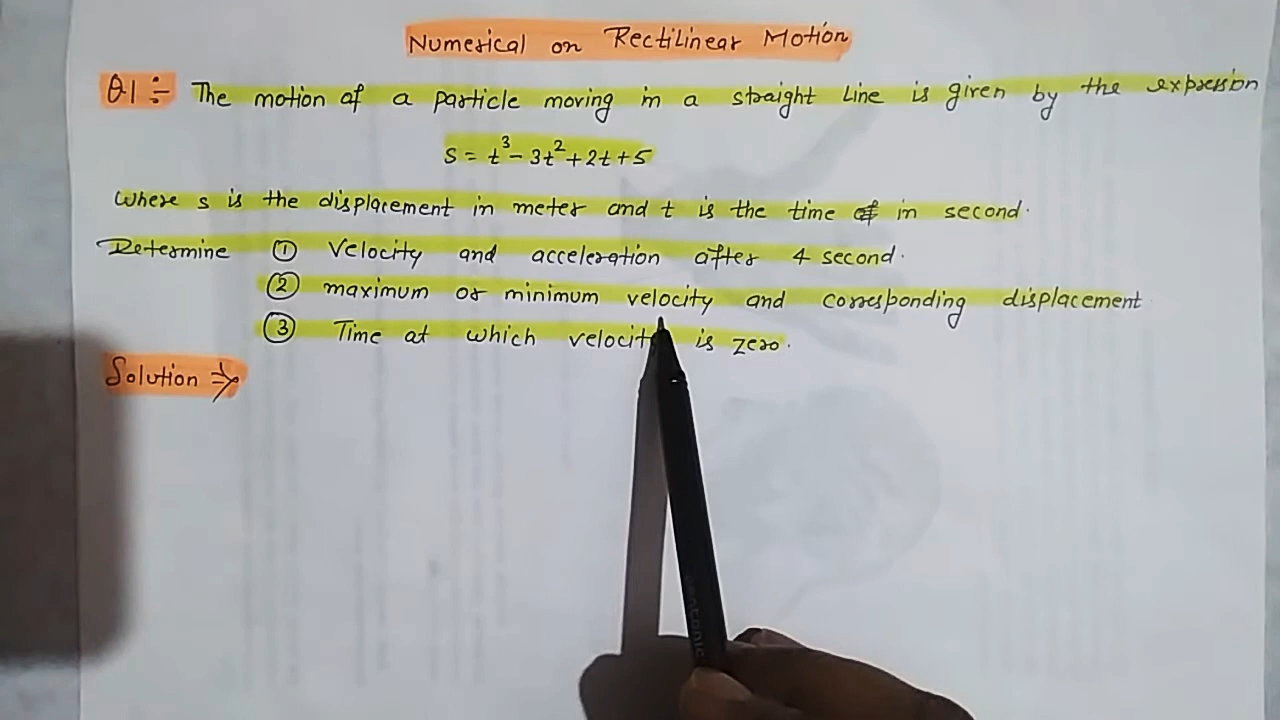 Numerical on Rectilinear Motion
Q.1 ÷ The motion of a particle moving in a straight Line is given by the expression
s = t³ - 3t² + 2t + 5
where s is the displacement in meter and t is the time in second.
Determine ① Velocity and acceleration after 4 second.
② maximum or minimum velocity and corresponding displacement
③ Time at which velocity is zero.
Solution ⇒